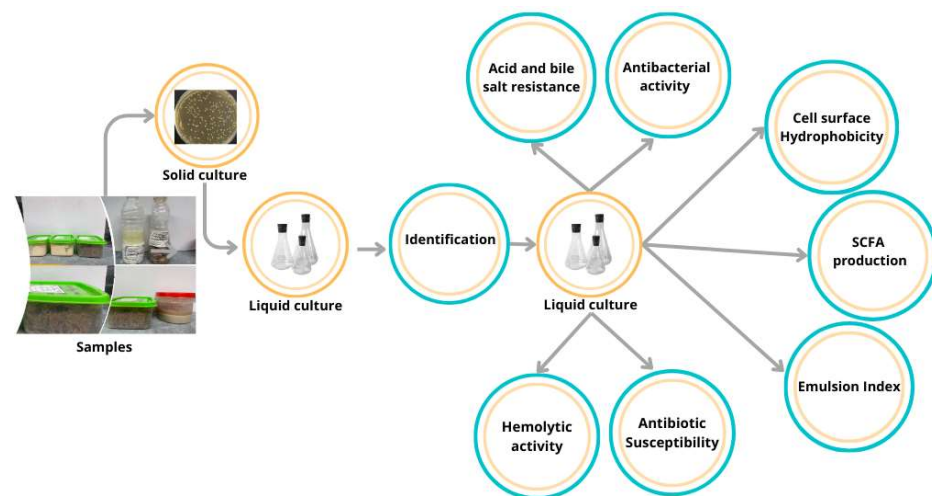 Acid and bile
salt resistance
Antibacterial
activity
Cell surface
Hydrophobicity
Solid culture
Identification
SCFA
production
Liquid culture
Liquid culture
Samples
Emulsion Index
Hemolytic
activity
Antibiotic
Susceptibility